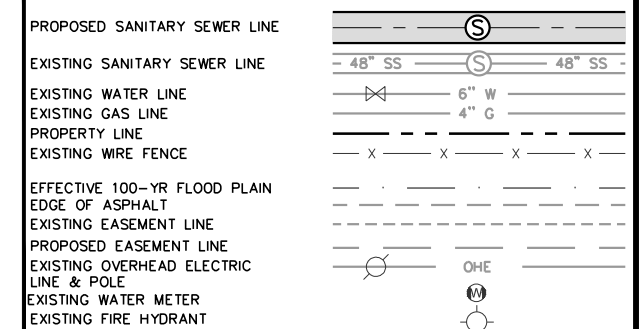 PROPOSED SANITARY SEWER LINE S
EXISTING SANITARY SEWER LINE 48" SS S 48" SS
EXISTING WATER LINE 6" W
EXISTING GAS LINE 4" G
PROPERTY LINE
EXISTING WIRE FENCE X X X X
EFFECTIVE 100-YR FLOOD PLAIN
EDGE OF ASPHALT
EXISTING EASEMENT LINE
PROPOSED EASEMENT LINE
EXISTING OVERHEAD ELECTRIC OHE
LINE & POLE
EXISTING WATER METER W
EXISTING FIRE HYDRANT